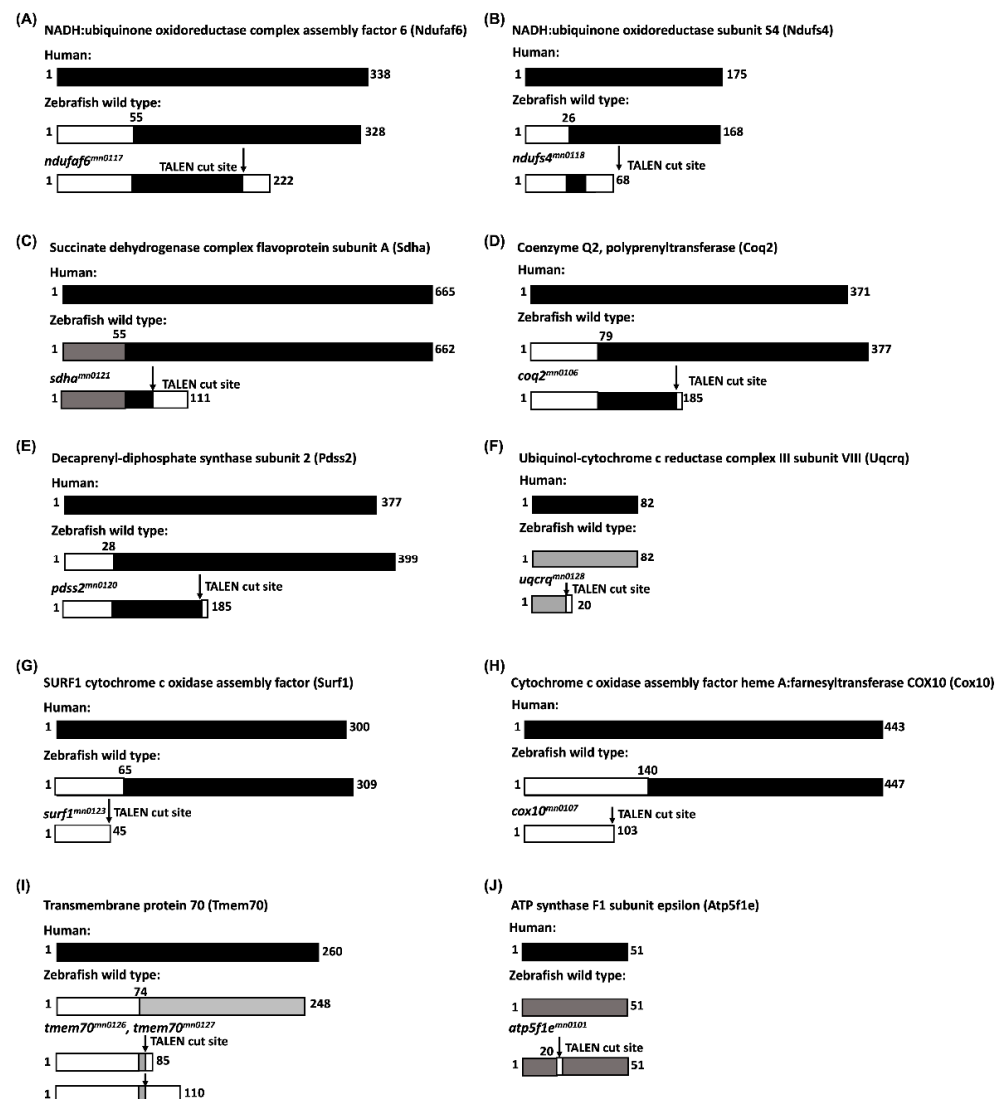 (A)
NADH:ubiquinone oxidoreductase complex assembly factor 6 (Ndufaf6)
Human:
1 338
Zebrafish wild type:
55
1 328
ndufaf6mn0117 TALEN cut site
1 222
(B)
NADH:ubiquinone oxidoreductase subunit S4 (Ndufs4)
Human:
1 175
Zebrafish wild type:
26
1 168
ndufs4mn0118 TALEN cut site
1 68
(C)
Succinate dehydrogenase complex flavoprotein subunit A (Sdha)
Human:
1 665
Zebrafish wild type:
55
1 662
sdhamn0121 TALEN cut site
1 111
(D)
Coenzyme Q2, polyprenyltransferase (Coq2)
Human:
1 371
Zebrafish wild type:
79
1 377
coq2mn0106 TALEN cut site
1 185
(E)
Decaprenyl-diphosphate synthase subunit 2 (Pdss2)
Human:
1 377
Zebrafish wild type:
28
1 399
pdss2mn0120 TALEN cut site
1 185
(F)
Ubiquinol-cytochrome c reductase complex III subunit VIII (Uqcrq)
Human:
1 82
Zebrafish wild type:
1 82
uqcrqmn0128
TALEN cut site
1 20
(G)
SURF1 cytochrome c oxidase assembly factor (Surf1)
Human:
1 300
Zebrafish wild type:
65
1 309
surf1mn0123 TALEN cut site
1 45
(H)
Cytochrome c oxidase assembly factor heme A:farnesyltransferase COX10 (Cox10)
Human:
1 443
Zebrafish wild type:
140
1 447
cox10mn0107 TALEN cut site
1 103
(I)
Transmembrane protein 70 (Tmem70)
Human:
1 260
Zebrafish wild type:
74
1 248
tmem70mn0126, tmem70mn0127
TALEN cut site
1 85
1 110
(J)
ATP synthase F1 subunit epsilon (Atp5f1e)
Human:
1 51
Zebrafish wild type:
1 51
atp5f1emn0101
20 TALEN cut site
1 51